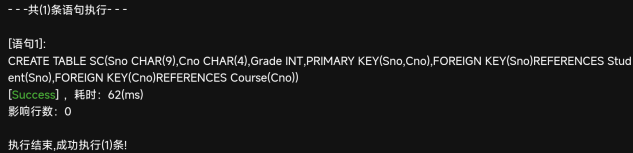 - - -共(1)条语句执行- - -
[语句1]:
CREATE TABLE SC(Sno CHAR(9),Cno CHAR(4),Grade INT,PRIMARY KEY(Sno,Cno),FOREIGN KEY(Sno)REFERENCES Stud
ent(Sno),FOREIGN KEY(Cno)REFERENCES Course(Cno))
[Success] ，耗时：62(ms)
影响行数：0
执行结束,成功执行(1)条!